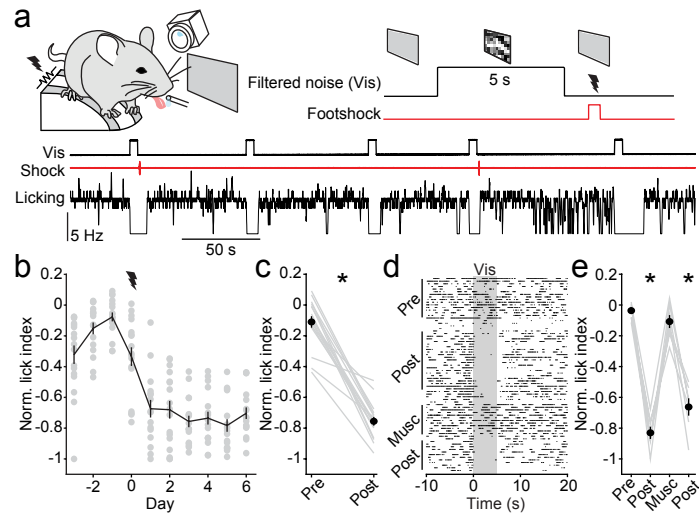 a
Filtered noise (Vis)
5 s
Footshock
Vis
Shock
Licking
5 Hz
50 s
b
Norm. lick index
0.2
0
-0.2
-0.4
-0.6
-0.8
-1
-2 0 2 4 6
Day
c
*
Norm. lick index
0.2
0
-0.2
-0.4
-0.6
-0.8
-1
Pre Post
d
Vis
Pre
Post
Musc
Post
-10 0 10 20
Time (s)
e
* *
Norm. lick index
0.2
0
-0.2
-0.4
-0.6
-0.8
-1
Pre Post Musc Post